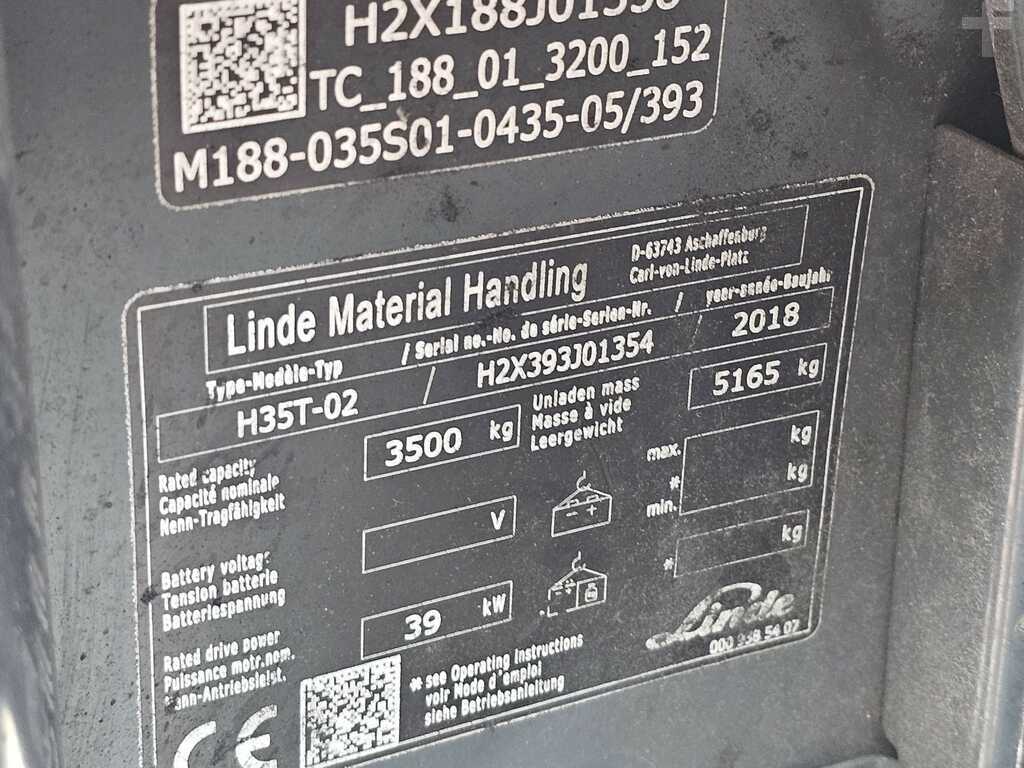 TC_188_01_3200_152
M188-035S01-0435-05/393
Linde Material Handling
D-63743 Aschaffenburg
Carl-von-Linde-Platz
Type-Modèle-Typ / Serial no.-No. de série-Serien-Nr. / year-année-Baujahr
H35T-02 / H2X393J01354 / 2018
Rated capacity
Capacité nominale
Nenn-Tragfähigkeit
3500 kg
Unladen mass
Masse à vide
Leergewicht
5165 kg
Battery voltage
Tension batterie
Batteriespannung
V
- +
max. kg
* kg
min.
Rated drive power
Puissance motr.nom.
39 kW
* kg
CE
* see Operating Instructions
voir Mode d'emploi
siehe Betriebsanleitung
Linde